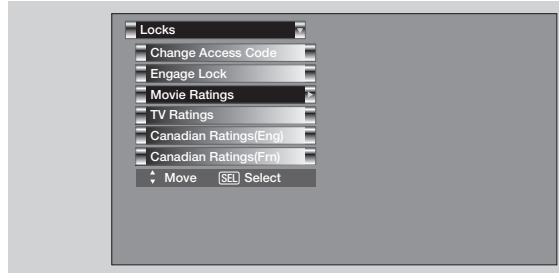 Locks
Change Access Code
Engage Lock
Movie Ratings
TV Ratings
Canadian Ratings(Eng)
Canadian Ratings(Frn)
Move SEL Select